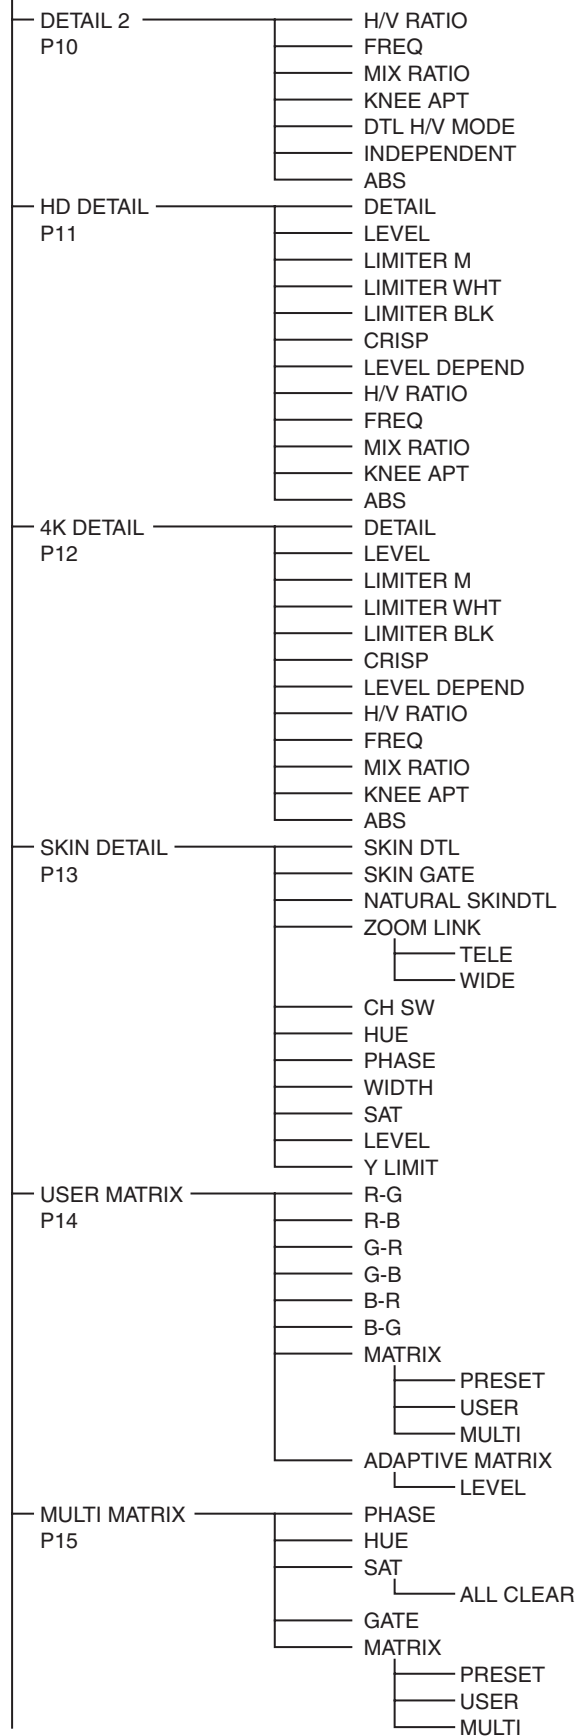 DETAIL 2 H/V RATIO
P10 FREQ
MIX RATIO
KNEE APT
DTL H/V MODE
INDEPENDENT
ABS
HD DETAIL DETAIL
P11 LEVEL
LIMITER M
LIMITER WHT
LIMITER BLK
CRISP
LEVEL DEPEND
H/V RATIO
FREQ
MIX RATIO
KNEE APT
ABS
4K DETAIL DETAIL
P12 LEVEL
LIMITER M
LIMITER WHT
LIMITER BLK
CRISP
LEVEL DEPEND
H/V RATIO
FREQ
MIX RATIO
KNEE APT
ABS
SKIN DETAIL SKIN DTL
P13 SKIN GATE
NATURAL SKINDTL
ZOOM LINK
TELE
WIDE
CH SW
HUE
PHASE
WIDTH
SAT
LEVEL
Y LIMIT
USER MATRIX R-G
P14 R-B
G-R
G-B
B-R
B-G
MATRIX
PRESET
USER
MULTI
ADAPTIVE MATRIX
LEVEL
MULTI MATRIX PHASE
P15 HUE
SAT
ALL CLEAR
GATE
MATRIX
PRESET
USER
MULTI